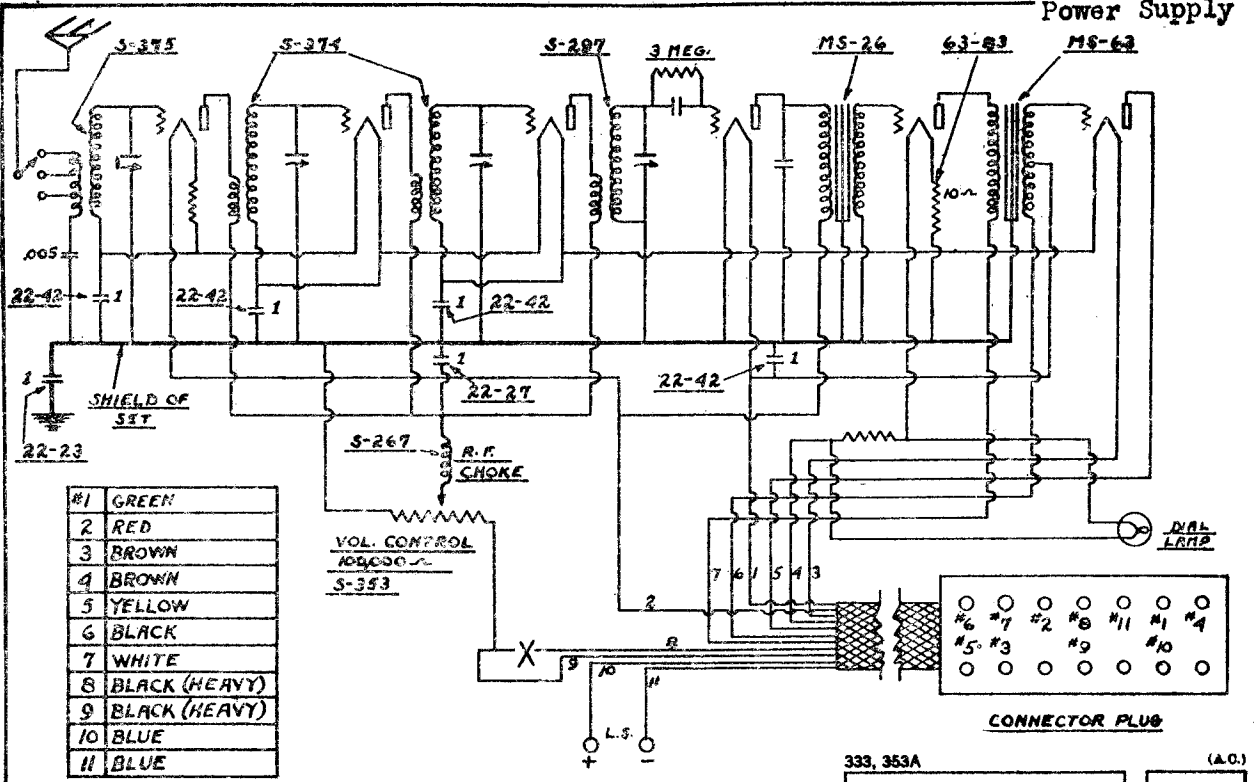 Power Supply
S-375
S-374
S-297
3 MEG.
MS-26
63-83
MS-63
10~
.005
22-42
1
22-42
1
1
22-42
1
SHIELD OF
SET
22-23
1
22-27
22-42
1
S-267
R.F.
CHOKE
VOL. CONTROL
100,000~
S-353
DIAL
LAMP
7 6 1 5 4 3
2
8
9
10
11
X
L.S.
+ -
#1 GREEN
2 RED
3 BROWN
4 BROWN
5 YELLOW
6 BLACK
7 WHITE
8 BLACK (HEAVY)
9 BLACK (HEAVY)
10 BLUE
11 BLUE
#6 #7 #2 #8 #11 #1 #4
#5 #3 #9 #10
CONNECTOR PLUG
333, 353A
(A.C.)